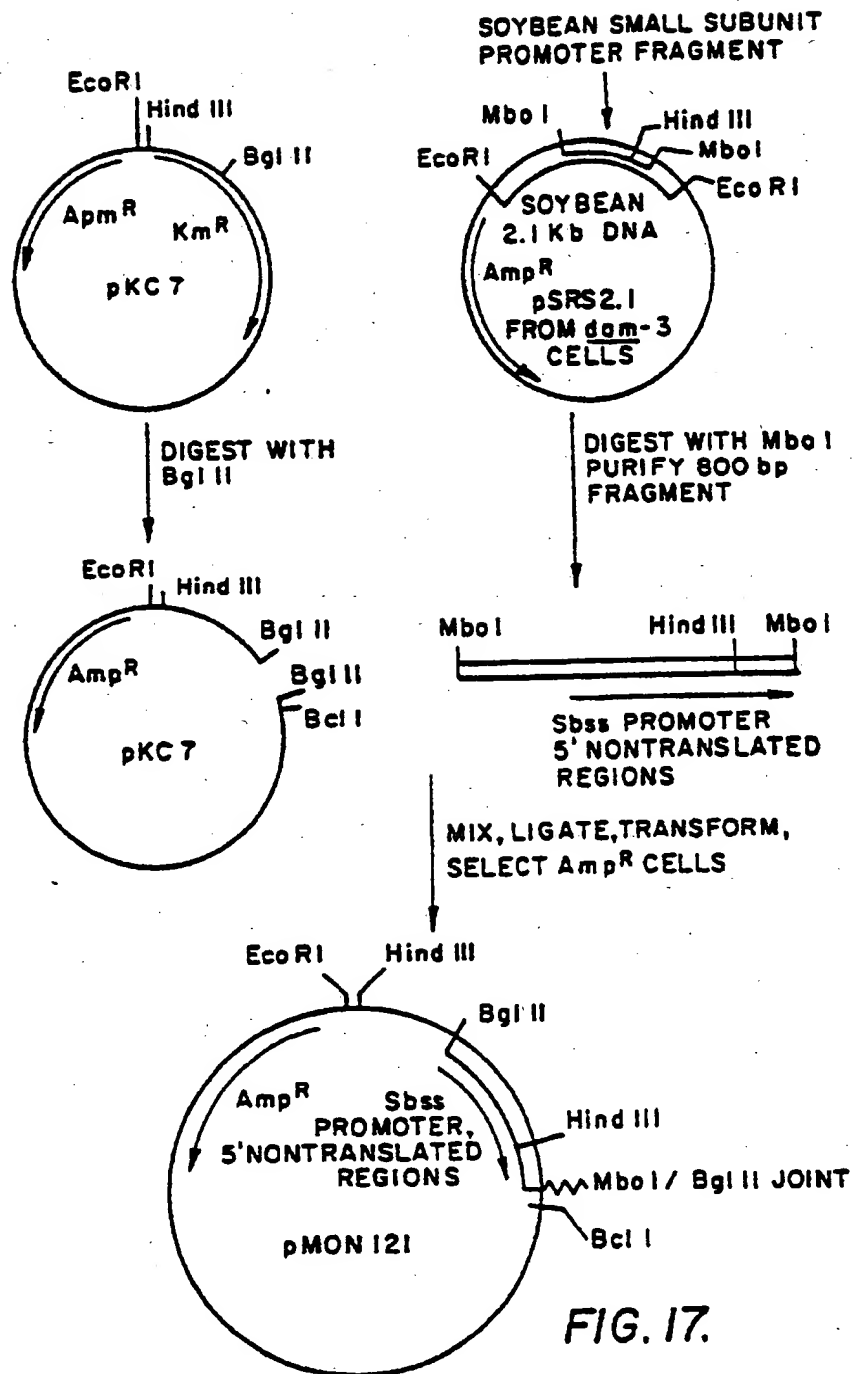 SOYBEAN SMALL SUBUNIT
PROMOTER FRAGMENT
EcoRI
Hind III
Bgl II
ApmR
KmR
pKC 7
Mbo I
Hind III
Mbo I
EcoRI
Eco RI
SOYBEAN
2.1 Kb DNA
AmpR
pSRS2.1
FROM dam-3
CELLS
DIGEST WITH
Bgl II
DIGEST WITH Mbo I
PURIFY 800 bp
FRAGMENT
EcoRI
Hind III
Bgl II
Bgl II
Bcl I
AmpR
pKC 7
Mbo I
Hind III
Mbo I
Sbss PROMOTER
5' NONTRANSLATED
REGIONS
MIX, LIGATE, TRANSFORM,
SELECT AmpR CELLS
Eco RI
Hind III
Bgl II
AmpR
Sbss
PROMOTER,
5' NONTRANSLATED
REGIONS
Hind III
Mbo I / Bgl II JOINT
Bcl I
pMON 121
FIG. 17.